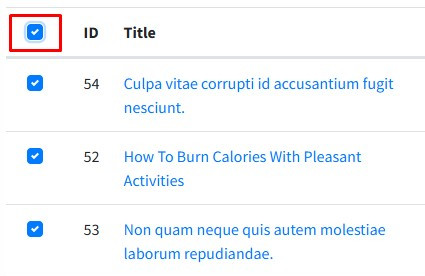 ID Title
54 Culpa vitae corrupti id accusantium fugit
nesciunt.
52 How To Burn Calories With Pleasant
Activities
53 Non quam neque quis autem molestiae
laborum repudiandae.